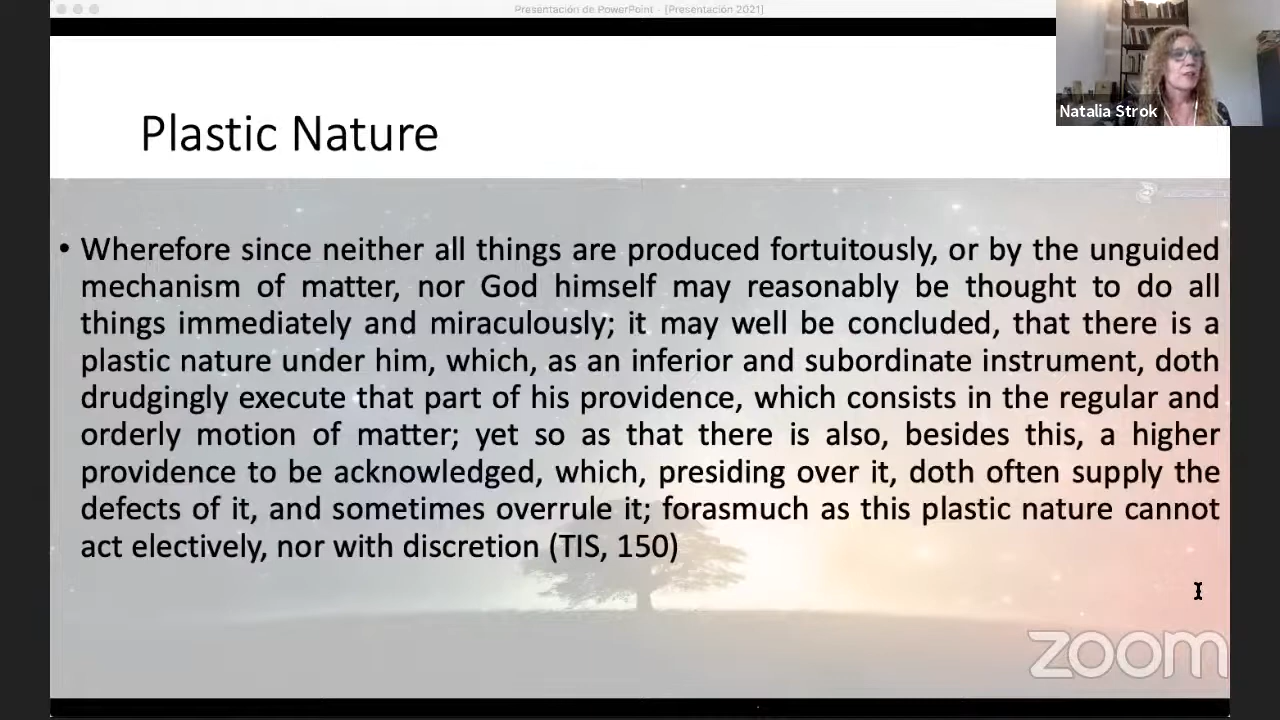 Presentación de PowerPoint - [Presentación 2021]
Natalia Strok
Plastic Nature
• Wherefore since neither all things are produced fortuitously, or by the unguided
mechanism of matter, nor God himself may reasonably be thought to do all
things immediately and miraculously; it may well be concluded, that there is a
plastic nature under him, which, as an inferior and subordinate instrument, doth
drudgingly execute that part of his providence, which consists in the regular and
orderly motion of matter; yet so as that there is also, besides this, a higher
providence to be acknowledged, which, presiding over it, doth often supply the
defects of it, and sometimes overrule it; forasmuch as this plastic nature cannot
act electively, nor with discretion (TIS, 150)
zoom